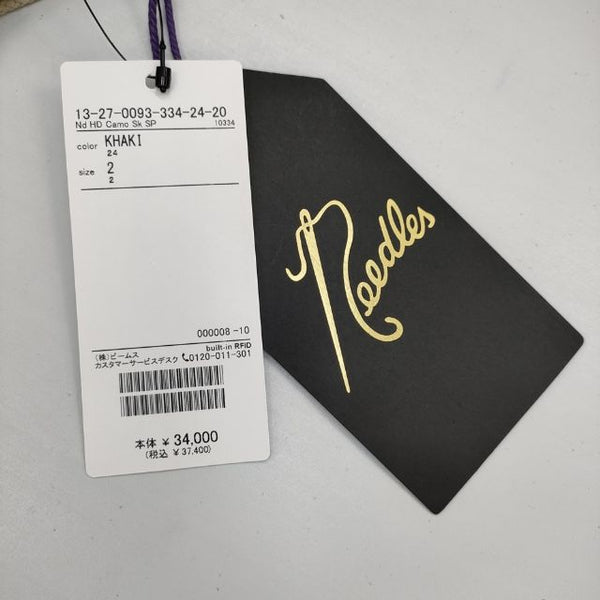 13-27-0093-334-24-20
Nd HD Camo Sk SP 10334
color KHAKI
24
size 2
2
000008 -10
built-in RFID
(株)ビームス
カスタマーサービスデスク 0120-011-301
本体 ¥ 34,000
(税込 ¥ 37,400)
Needles